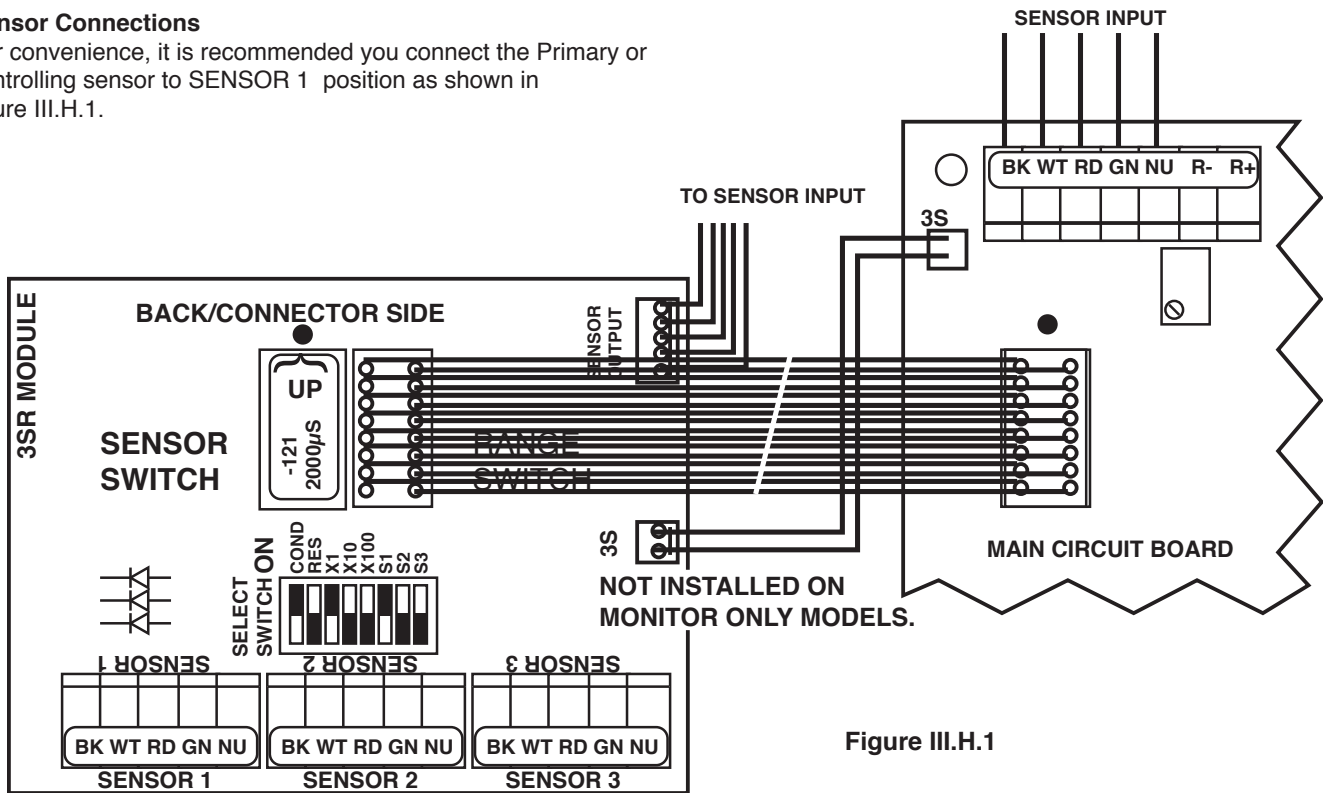 nsor Connections
r convenience, it is recommended you connect the Primary or
ntrolling sensor to SENSOR 1 position as shown in
ure III.H.1.
SENSOR INPUT
BK WT RD GN NU R- R+
3S
TO SENSOR INPUT
3SR MODULE
BACK/CONNECTOR SIDE
SENSOR
OUTPUT
UP
-121
2000µS
SENSOR
SWITCH
RANGE
SWITCH
3S
MAIN CIRCUIT BOARD
NOT INSTALLED ON
MONITOR ONLY MODELS.
SELECT
SWITCH
ON
COND
RES
X1
X10
X100
S1
S2
S3
SENSOR 1
SENSOR 2
SENSOR 3
BK WT RD GN NU
BK WT RD GN NU
BK WT RD GN NU
SENSOR 1
SENSOR 2
SENSOR 3
Figure III.H.1